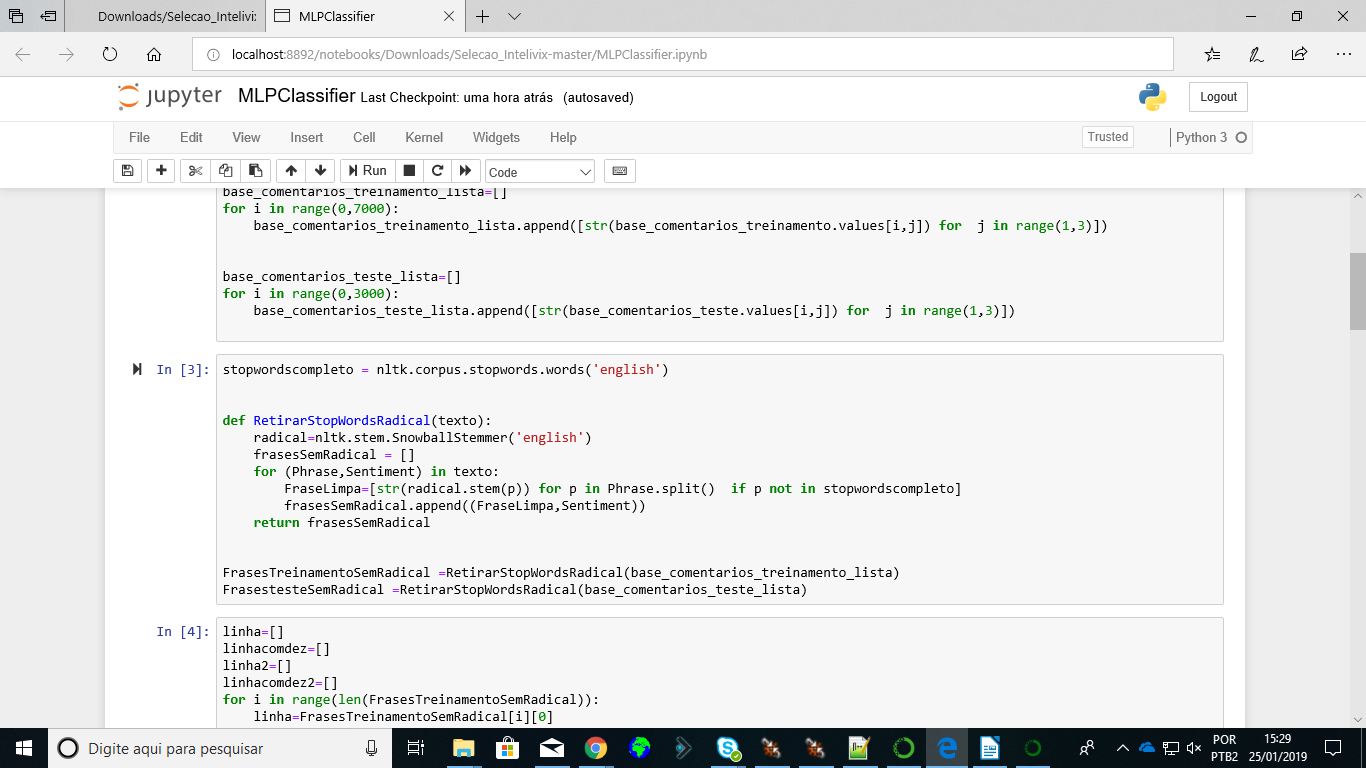 Downloads/Selecao_Intelivix
MLPClassifier
localhost:8892/notebooks/Downloads/Selecao_Intelivix-master/MLPClassifier.ipynb
jupyter MLPClassifier Last Checkpoint: uma hora atrás (autosaved)
Logout
File Edit View Insert Cell Kernel Widgets Help
Trusted
Python 3
Run
Code
base_comentarios_treinamento_lista=[]
for i in range(0,7000):
    base_comentarios_treinamento_lista.append([str(base_comentarios_treinamento.values[i,j]) for  j in range(1,3)])
base_comentarios_teste_lista=[]
for i in range(0,3000):
    base_comentarios_teste_lista.append([str(base_comentarios_teste.values[i,j]) for  j in range(1,3)])
In [3]:
stopwordscompleto = nltk.corpus.stopwords.words('english')
def RetirarStopWordsRadical(texto):
    radical=nltk.stem.SnowballStemmer('english')
    frasesSemRadical = []
    for (Phrase,Sentiment) in texto:
        FraseLimpa=[str(radical.stem(p)) for p in Phrase.split()  if p not in stopwordscompleto]
        frasesSemRadical.append((FraseLimpa,Sentiment))
    return frasesSemRadical
FrasesTreinamentoSemRadical =RetirarStopWordsRadical(base_comentarios_treinamento_lista)
FrasestesteSemRadical =RetirarStopWordsRadical(base_comentarios_teste_lista)
In [4]:
linha=[]
linhacomdez=[]
linha2=[]
linhacomdez2=[]
for i in range(len(FrasesTreinamentoSemRadical)):
    linha=FrasesTreinamentoSemRadical[i][0]
Digite aqui para pesquisar
POR
PTB2
15:29
25/01/2019